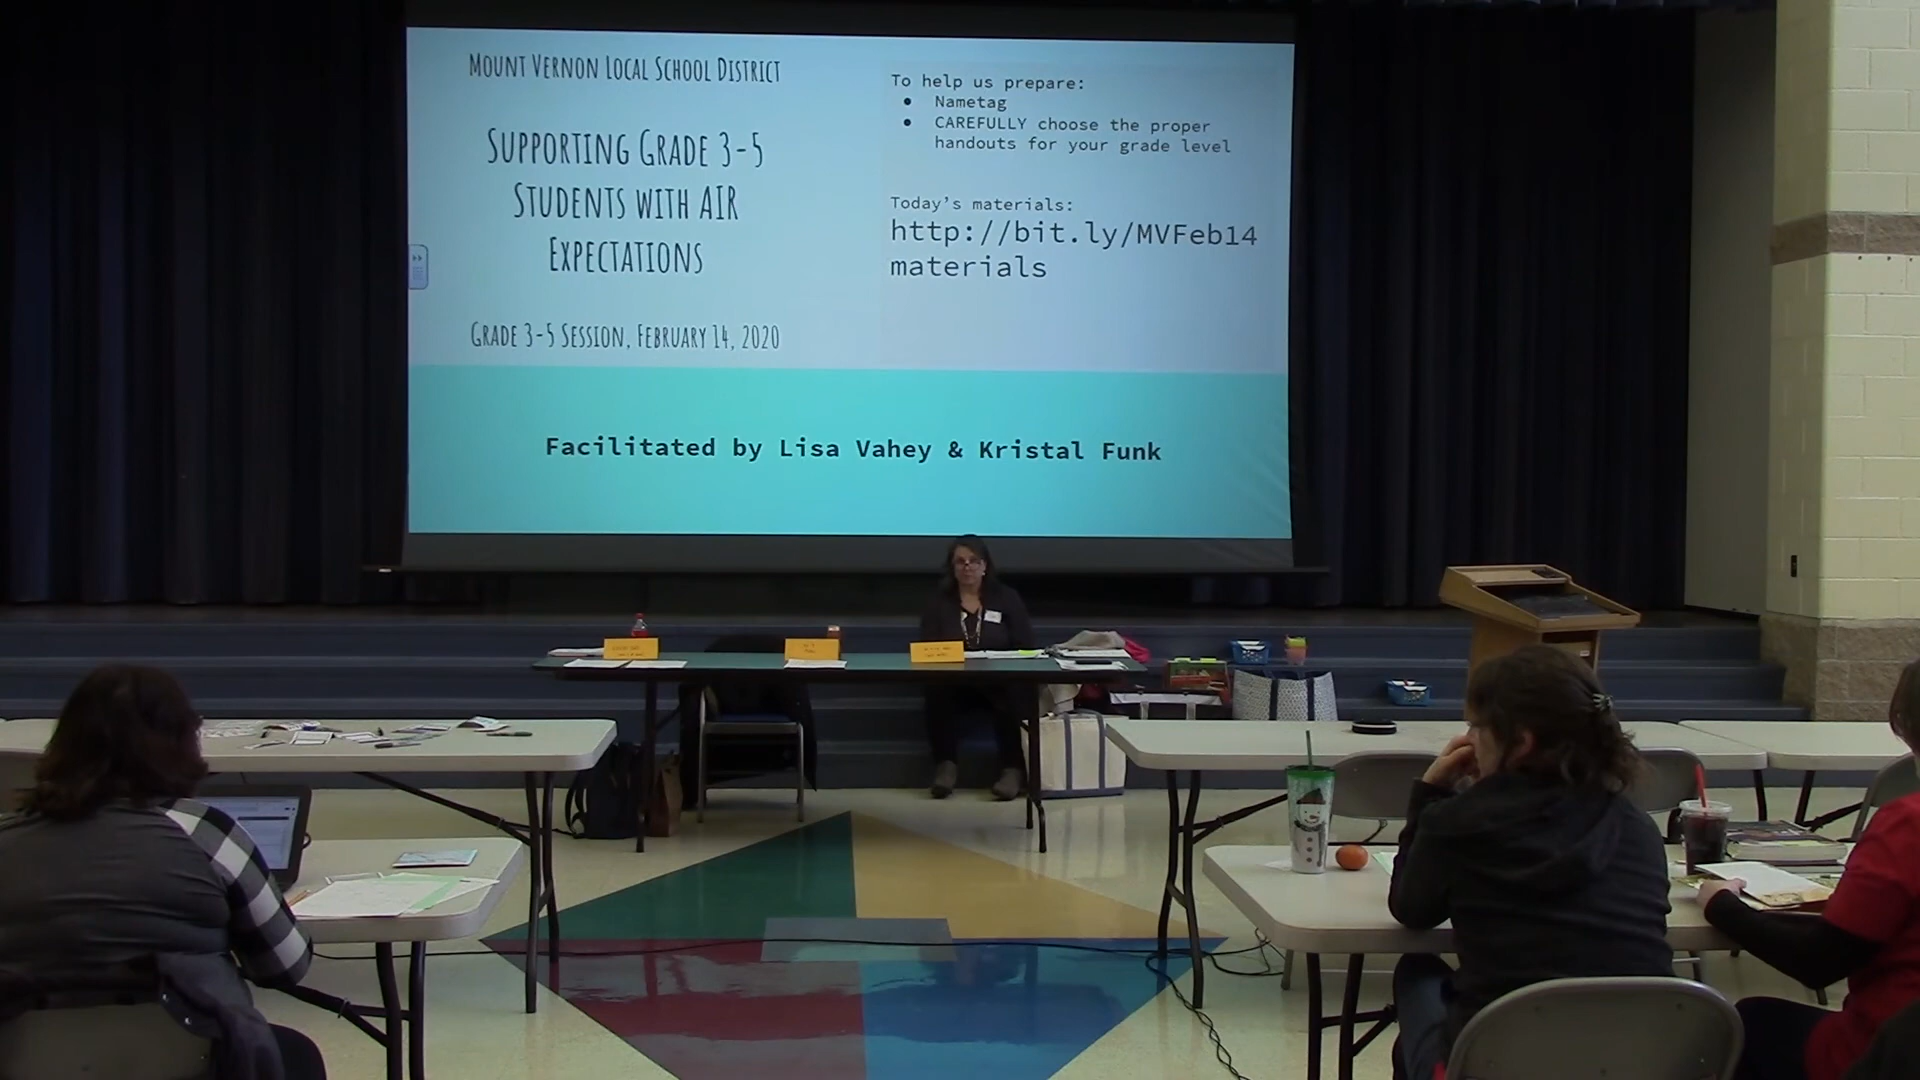 MOUNT VERNON LOCAL SCHOOL DISTRICT
SUPPORTING GRADE 3-5
STUDENTS WITH AIR
EXPECTATIONS
GRADE 3-5 SESSION, FEBRUARY 14, 2020
To help us prepare:
● Nametag
● CAREFULLY choose the proper
handouts for your grade level
Today's materials:
http://bit.ly/MVFeb14
materials
Facilitated by Lisa Vahey & Kristal Funk